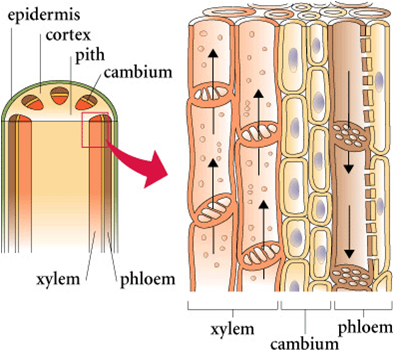 epidermis
cortex
pith
cambium
xylem
phloem
xylem
cambium
phloem